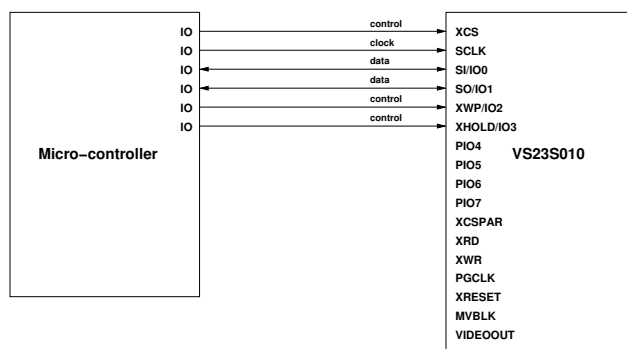 control
IO XCS
clock
IO SCLK
data
IO SI/IO0
data
IO SO/IO1
control
IO XWP/IO2
control
IO XHOLD/IO3
PIO4
Micro-controller VS23S010
PIO5
PIO6
PIO7
XCSPAR
XRD
XWR
PGCLK
XRESET
MVBLK
VIDEOOUT